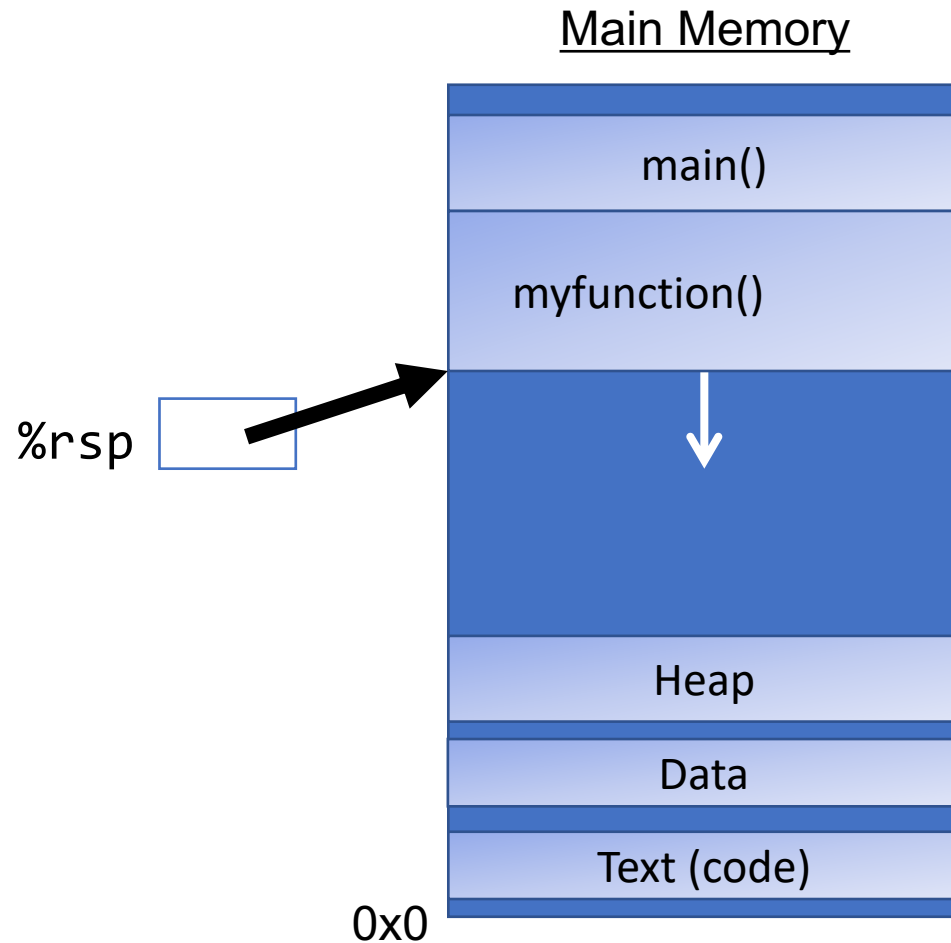 Main Memory
main()
myfunction()
%rsp
Heap
Data
Text (code)
0x0